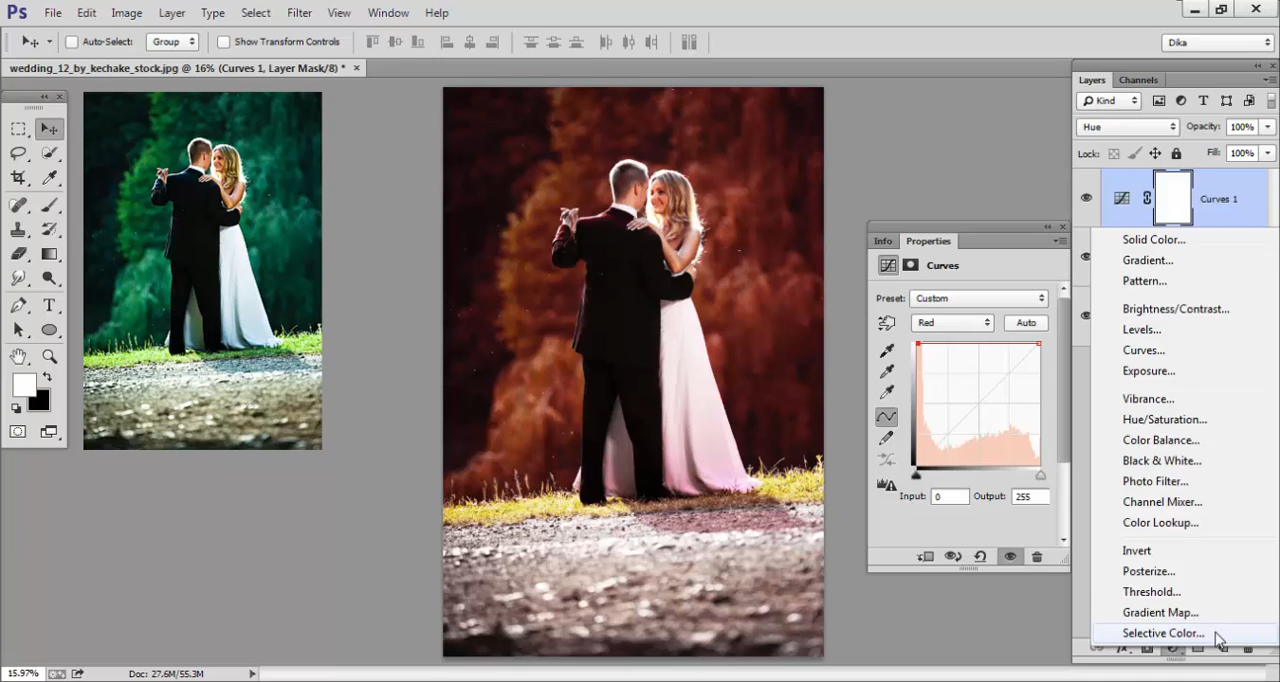 Ps File Edit Image Layer Type Select Filter View Window Help
Auto-Select: Group Show Transform Controls Dika
wedding_12_by_kechake_stock.jpg @ 16% (Curves 1, Layer Mask/8) *
Layers Channels
Kind
Hue Opacity: 100%
Lock: Fill: 100%
Curves 1
Info Properties
Curves
Preset: Custom
Red Auto
Input: 0 Output: 255
Solid Color...
Gradient...
Pattern...
Brightness/Contrast...
Levels...
Curves...
Exposure...
Vibrance...
Hue/Saturation...
Color Balance...
Black & White...
Photo Filter...
Channel Mixer...
Color Lookup...
Invert
Posterize...
Threshold...
Gradient Map...
Selective Color...
15.97% Doc: 27.6M/55.3M